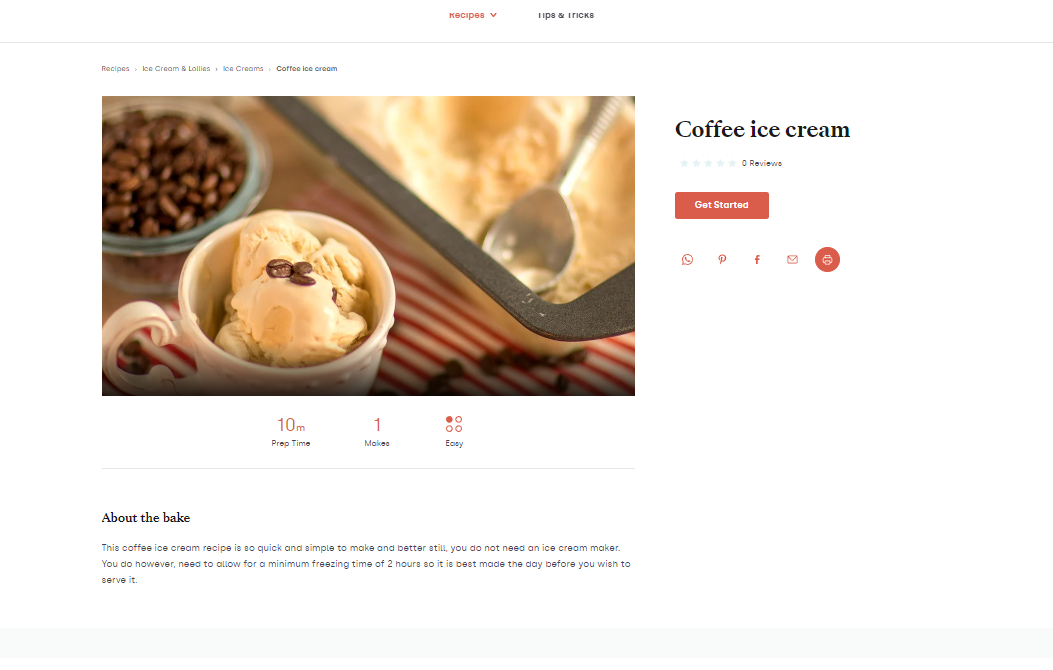 Recipes Tips & Tricks
Recipes › Ice Cream & Lollies › Ice Creams › Coffee ice cream
Coffee ice cream
0 Reviews
Get Started
10m 1
Prep Time Makes Easy
About the bake
This coffee ice cream recipe is so quick and simple to make and better still, you do not need an ice cream maker.
You do however, need to allow for a minimum freezing time of 2 hours so it is best made the day before you wish to
serve it.